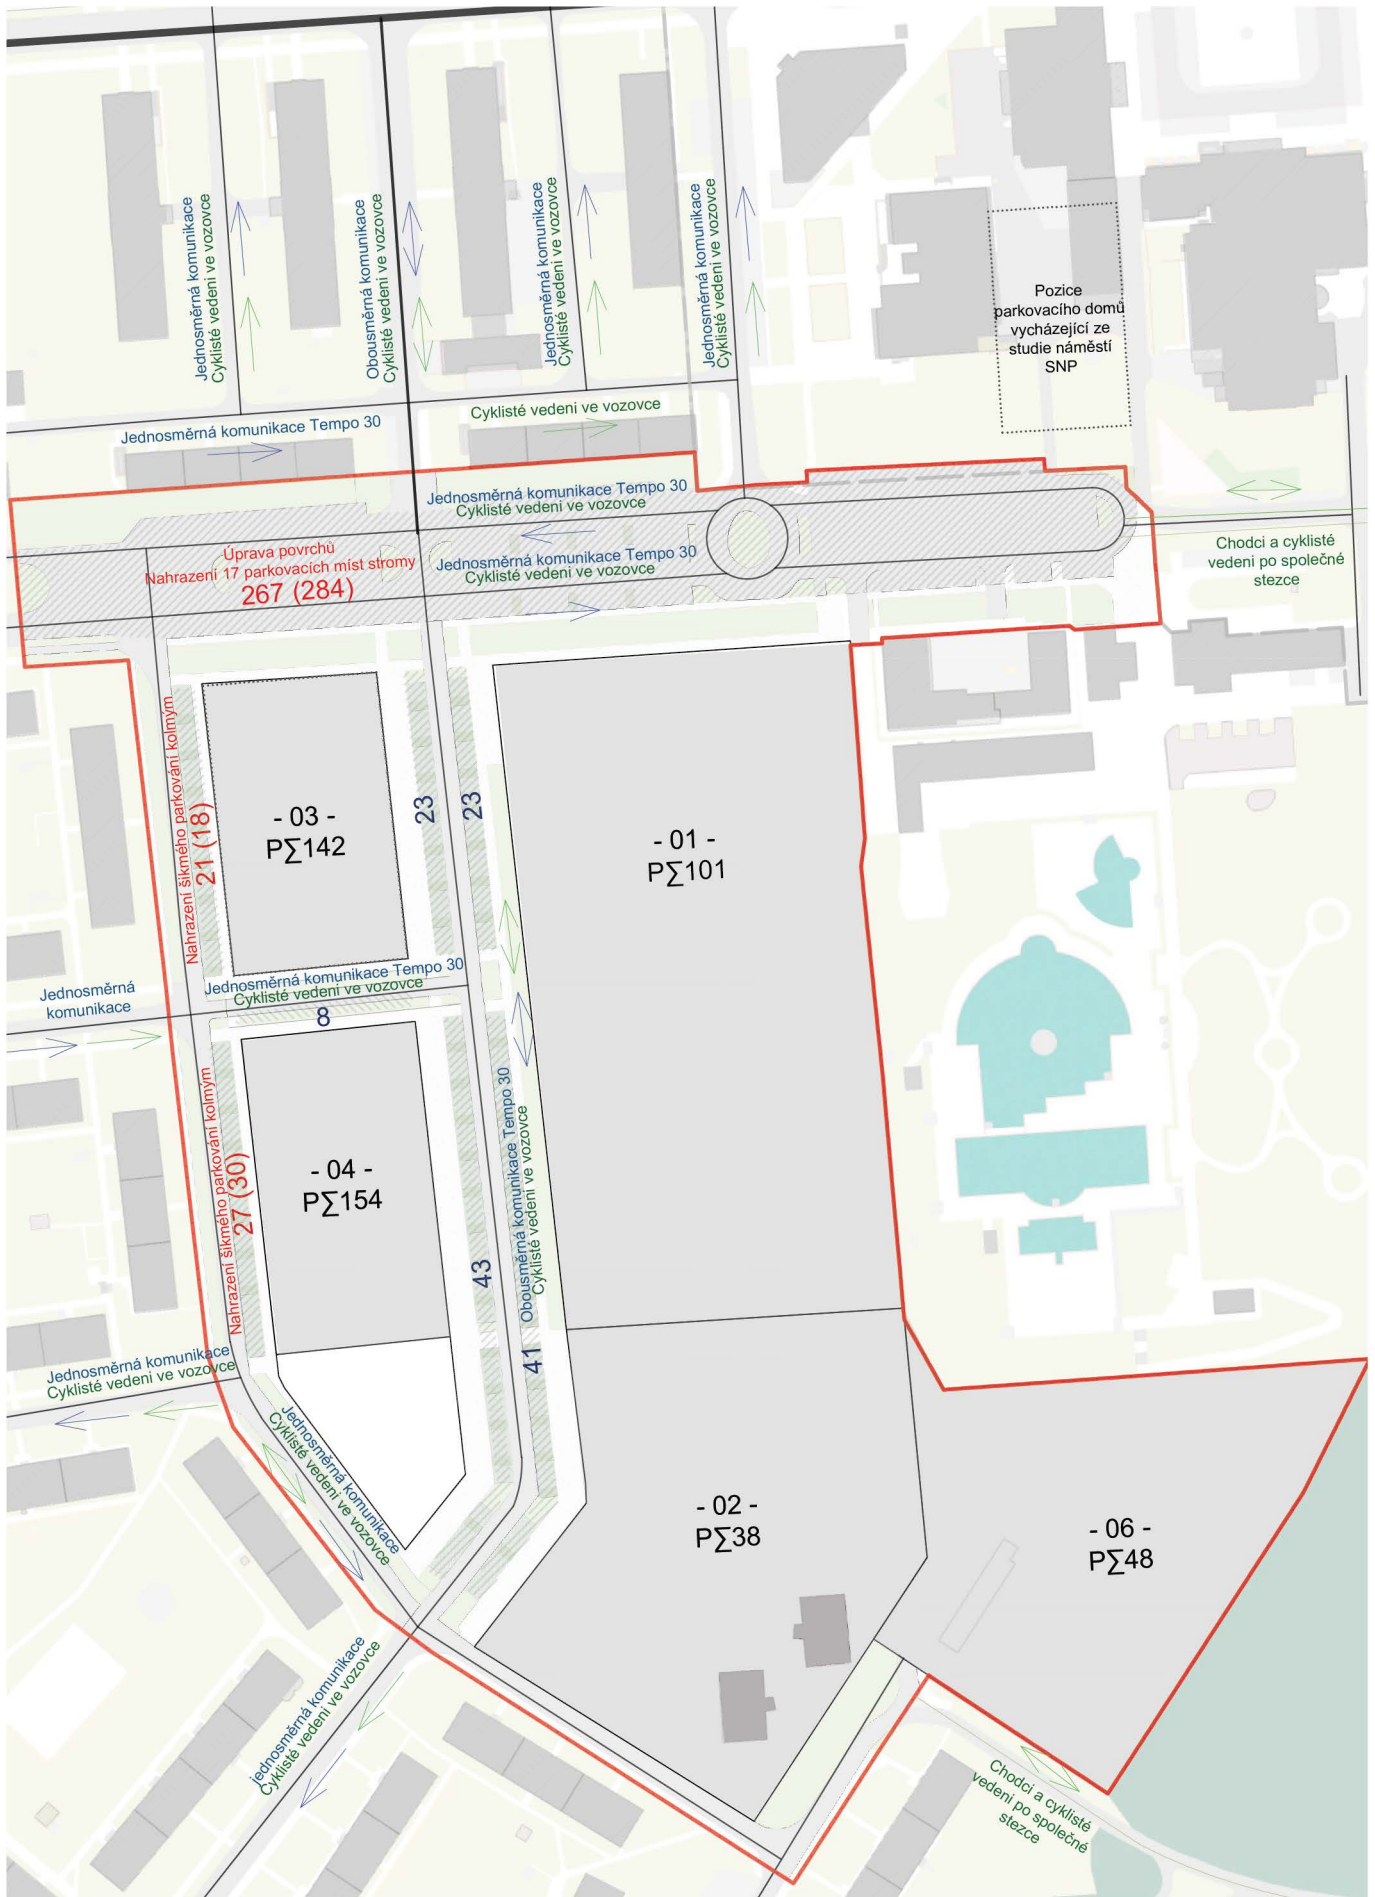 Jednosměrná komunikace
Cyklisté vedeni ve vozovce
Obousměrná komunikace
Cyklisté vedeni ve vozovce
Jednosměrná komunikace
Cyklisté vedeni ve vozovce
Jednosměrná komunikace
Cyklisté vedeni ve vozovce
Pozice
parkovacího domu
vycházející ze
studie náměstí
SNP
Jednosměrná komunikace Tempo 30
Cyklisté vedeni ve vozovce
Jednosměrná komunikace Tempo 30
Cyklisté vedeni ve vozovce
Úprava povrchů
Nahrazení 17 parkovacích míst stromy
267 (284)
Jednosměrná komunikace Tempo 30
Cyklisté vedeni ve vozovce
Chodci a cyklisté
vedeni po společné
stezce
Nahrazení šikmého parkování kolmým
21 (18)
- 03 -
P∑142
23
23
- 01 -
P∑101
Jednosměrná
komunikace
Jednosměrná komunikace Tempo 30
Cyklisté vedeni ve vozovce
8
Nahrazení šikmého parkování kolmým
27 (30)
- 04 -
P∑154
43
41
Obousměrná komunikace Tempo 30
Cyklisté vedeni ve vozovce
Jednosměrná komunikace
Cyklisté vedeni ve vozovce
Jednosměrná komunikace
Cyklisté vedeni ve vozovce
- 02 -
P∑38
- 06 -
P∑48
jednosměrná komunikace
Cyklisté vedeni ve vozovce
Chodci a cyklisté
vedeni po společné
stezce